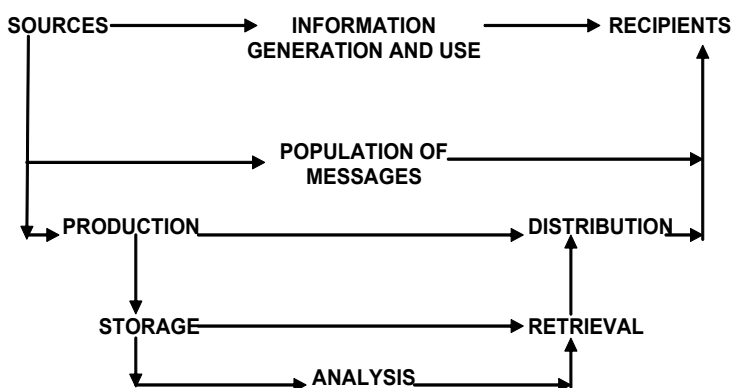 SOURCES
INFORMATION
GENERATION AND USE
RECIPIENTS
POPULATION OF
MESSAGES
PRODUCTION
DISTRIBUTION
STORAGE
RETRIEVAL
ANALYSIS